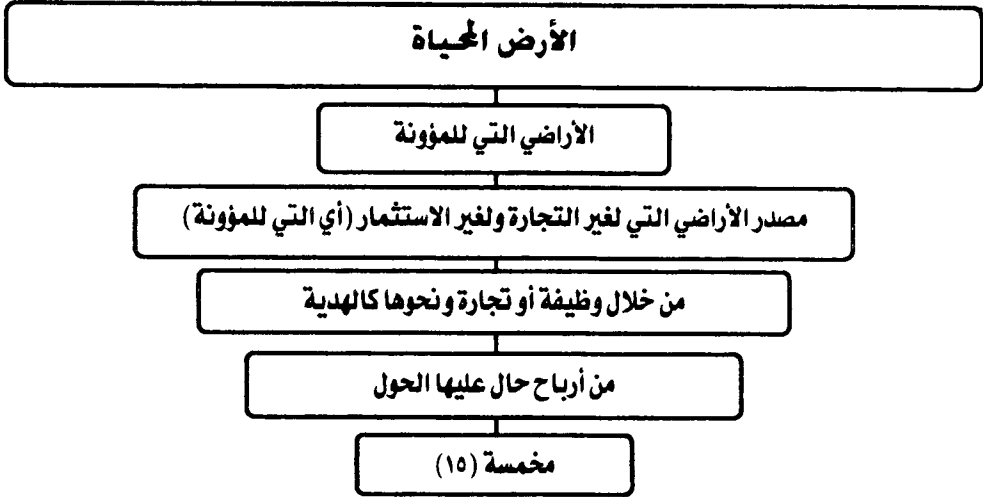 الأرض المحياة
الأراضي التي للمؤونة
مصدر الأراضي التي لغير التجارة ولغير الاستثمار (أي التي للمؤونة)
من خلال وظيفة أو تجارة ونحوها كالهدية
من أرباح حال عليها الحول
مخمسة (١٥)